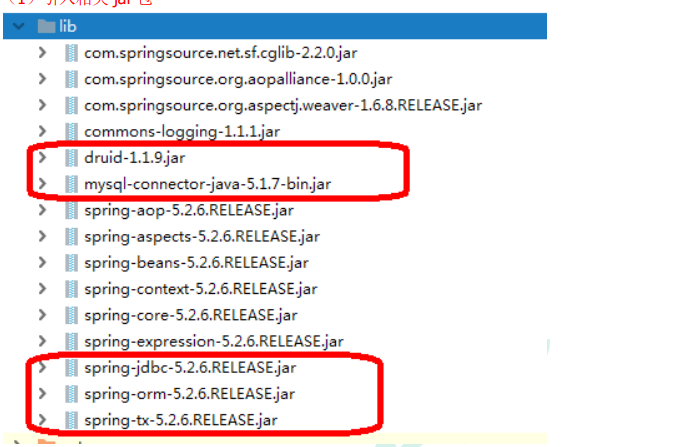 （1）引入相关 jar 包
lib
com.springsource.net.sf.cglib-2.2.0.jar
com.springsource.org.aopalliance-1.0.0.jar
com.springsource.org.aspectj.weaver-1.6.8.RELEASE.jar
commons-logging-1.1.1.jar
druid-1.1.9.jar
mysql-connector-java-5.1.7-bin.jar
spring-aop-5.2.6.RELEASE.jar
spring-aspects-5.2.6.RELEASE.jar
spring-beans-5.2.6.RELEASE.jar
spring-context-5.2.6.RELEASE.jar
spring-core-5.2.6.RELEASE.jar
spring-expression-5.2.6.RELEASE.jar
spring-jdbc-5.2.6.RELEASE.jar
spring-orm-5.2.6.RELEASE.jar
spring-tx-5.2.6.RELEASE.jar